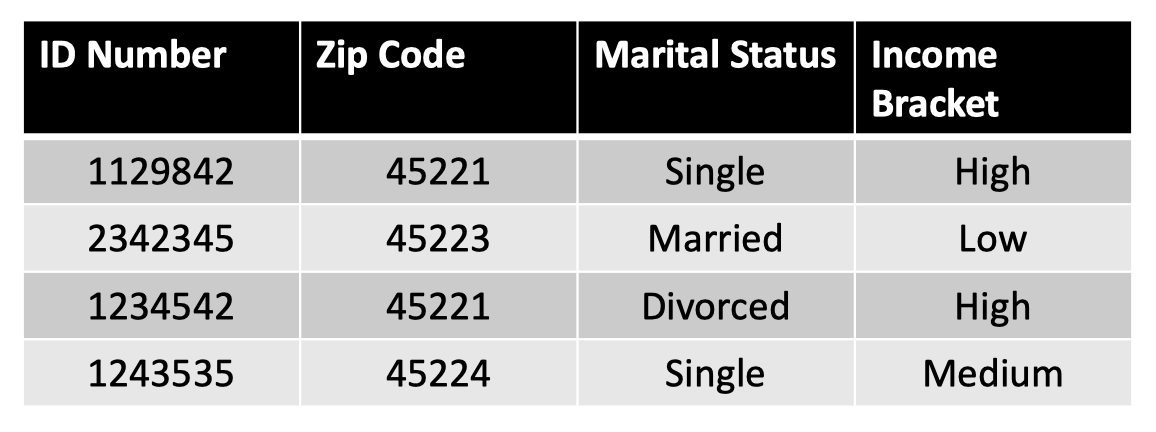 ID Number Zip Code Marital Status Income
Bracket
1129842 45221 Single High
2342345 45223 Married Low
1234542 45221 Divorced High
1243535 45224 Single Medium